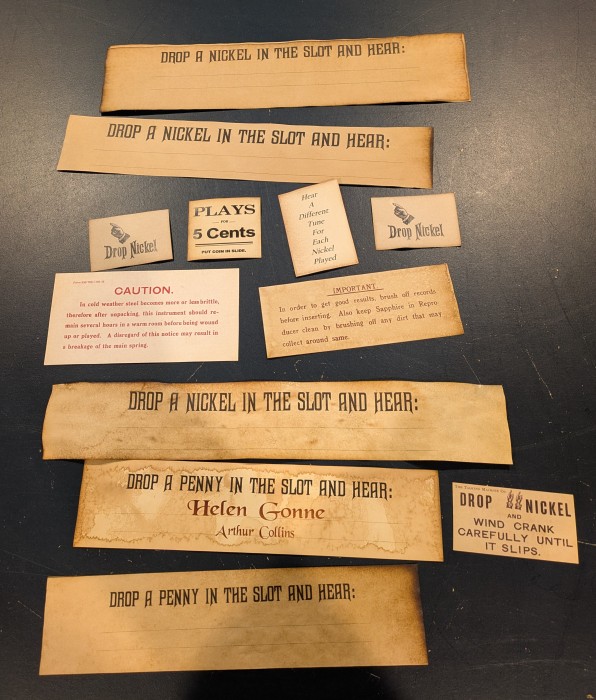 DROP A NICKEL IN THE SLOT AND HEAR:
DROP A NICKEL IN THE SLOT AND HEAR:
Drop Nickel
PLAYS
FOR
5 Cents
PUT COIN IN SLIDE.
Hear
A
Different
Tune
For
Each
Nickel
Played
Drop Nickel
CAUTION.
In cold weather steel becomes more or less brittle,
therefore after unpacking, this instrument should re-
main several hours in a warm room before being wound
up or played. A disregard of this notice may result in
a breakage of the main spring.
IMPORTANT
In order to get good results, brush off records
before inserting. Also keep Sapphire in Repro-
ducer clean by brushing off any dirt that may
collect around same.
DROP A NICKEL IN THE SLOT AND HEAR:
DROP A PENNY IN THE SLOT AND HEAR:
Helen Gonne
Arthur Collins
DROP NICKEL
AND
WIND CRANK
CAREFULLY UNTIL
IT SLIPS.
DROP A PENNY IN THE SLOT AND HEAR: